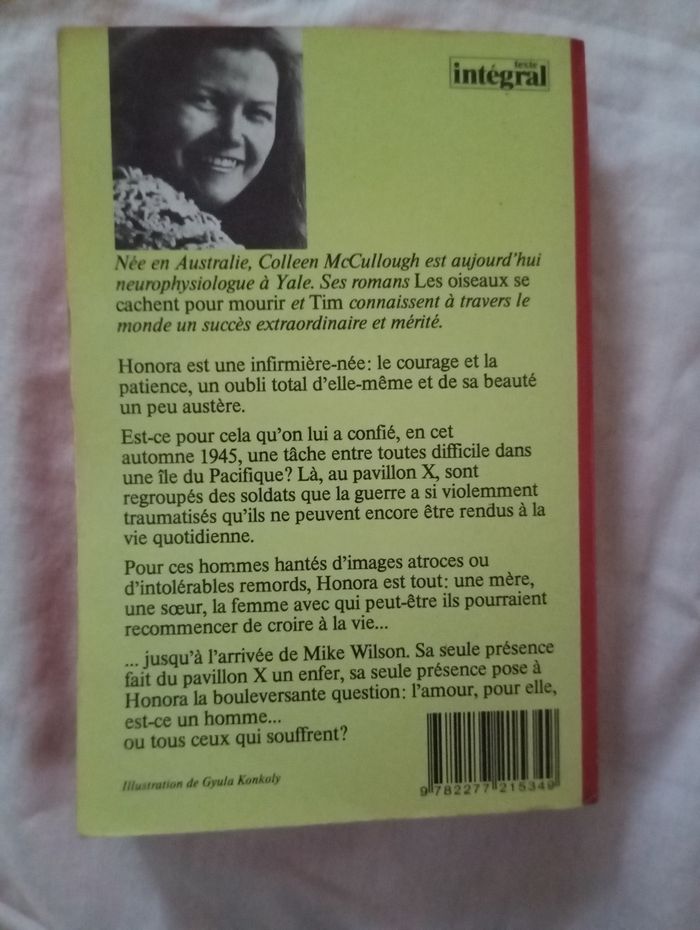 texte
intégral
Née en Australie, Colleen McCullough est aujourd'hui
neurophysiologue à Yale. Ses romans Les oiseaux se
cachent pour mourir et Tim connaissent à travers le
monde un succès extraordinaire et mérité.
Honora est une infirmière-née: le courage et la
patience, un oubli total d'elle-même et de sa beauté
un peu austère.
Est-ce pour cela qu'on lui a confié, en cet
automne 1945, une tâche entre toutes difficile dans
une île du Pacifique? Là, au pavillon X, sont
regroupés des soldats que la guerre a si violemment
traumatisés qu'ils ne peuvent encore être rendus à la
vie quotidienne.
Pour ces hommes hantés d'images atroces ou
d'intolérables remords, Honora est tout: une mère,
une sœur, la femme avec qui peut-être ils pourraient
recommencer de croire à la vie...
... jusqu'à l'arrivée de Mike Wilson. Sa seule présence
fait du pavillon X un enfer, sa seule présence pose à
Honora la bouleversante question: l'amour, pour elle,
est-ce un homme...
ou tous ceux qui souffrent?
Illustration de Gyula Konkoly
9 782277 215349